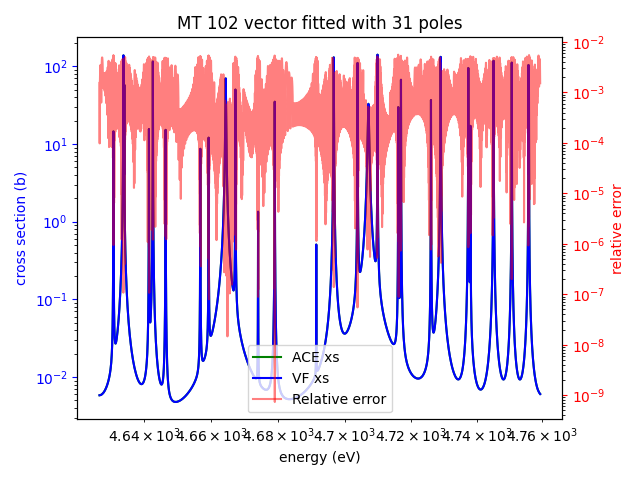 MT 102 vector fitted with 31 poles
cross section (b)
10²
10¹
10⁰
10⁻¹
10⁻²
10⁻²
10⁻³
10⁻⁴
10⁻⁵
10⁻⁶
10⁻⁷
10⁻⁸
10⁻⁹
relative error
ACE xs
VF xs
Relative error
4.64 × 10³ 4.66 × 10³ 4.68 × 10³ 4.7 × 10³ 4.72 × 10³ 4.74 × 10³ 4.76 × 10³
energy (eV)